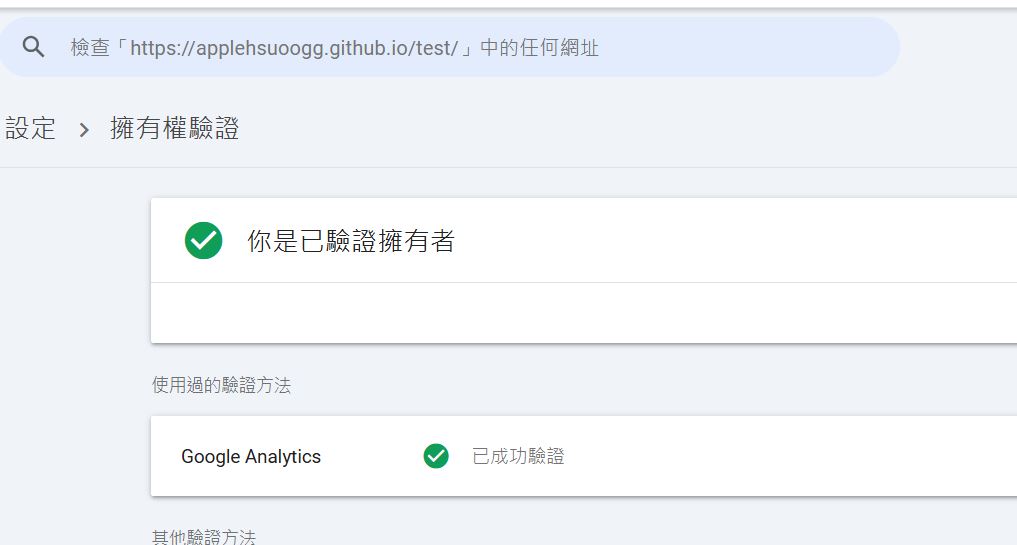 檢查「https://applehsuoogg.github.io/test/」中的任何網址
設定 > 擁有權驗證
你是已驗證擁有者
使用過的驗證方法
Google Analytics 已成功驗證
其他驗證方法